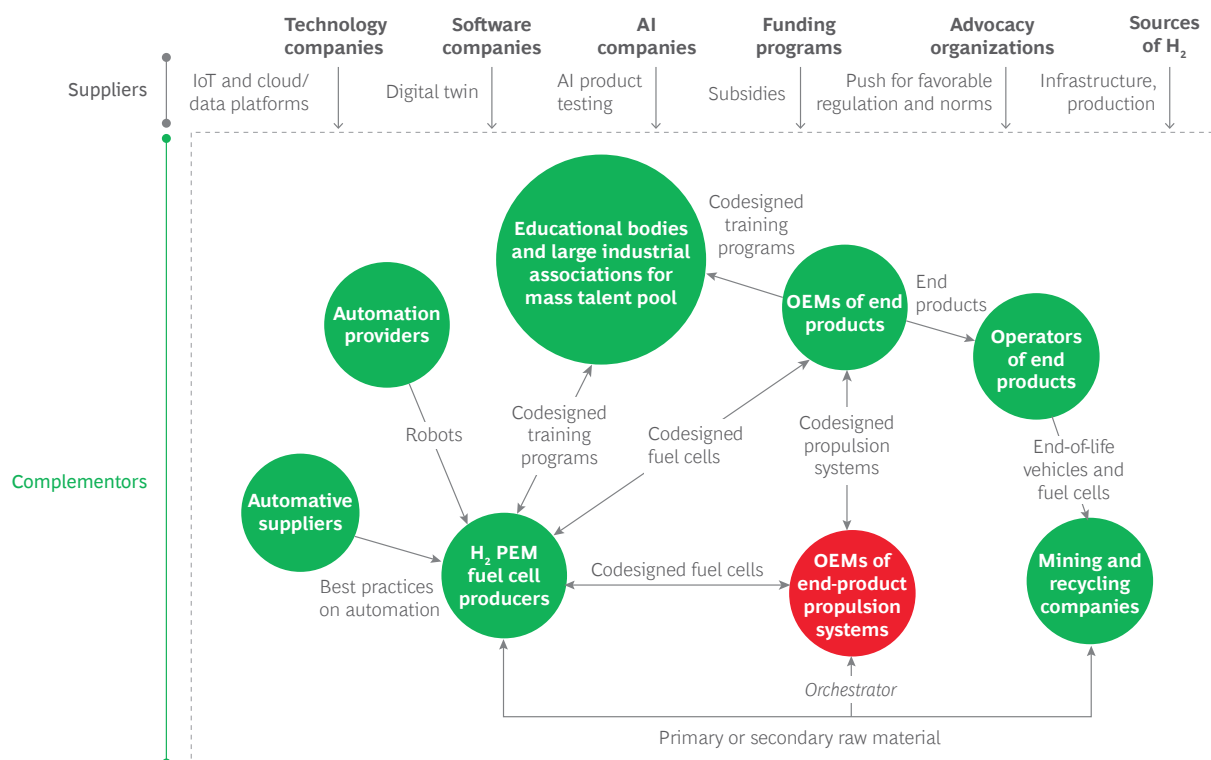 Technology
companies
Software
companies
AI
companies
Funding
programs
Advocacy
organizations
Sources
of H₂
Suppliers
IoT and cloud/
data platforms
Digital twin
AI product
testing
Subsidies
Push for favorable
regulation and norms
Infrastructure,
production
Complementors
Educational bodies
and large industrial
associations for
mass talent pool
Codesigned
training
programs
OEMs of end
products
End
products
Operators
of end
products
Automation
providers
Robots
Codesigned
training
programs
Codesigned
fuel cells
Codesigned
propulsion
systems
End-of-life
vehicles and
fuel cells
Automative
suppliers
Best practices
on automation
H₂ PEM
fuel cell
producers
Codesigned fuel cells
OEMs of
end-product
propulsion
systems
Mining and
recycling
companies
Orchestrator
Primary or secondary raw material